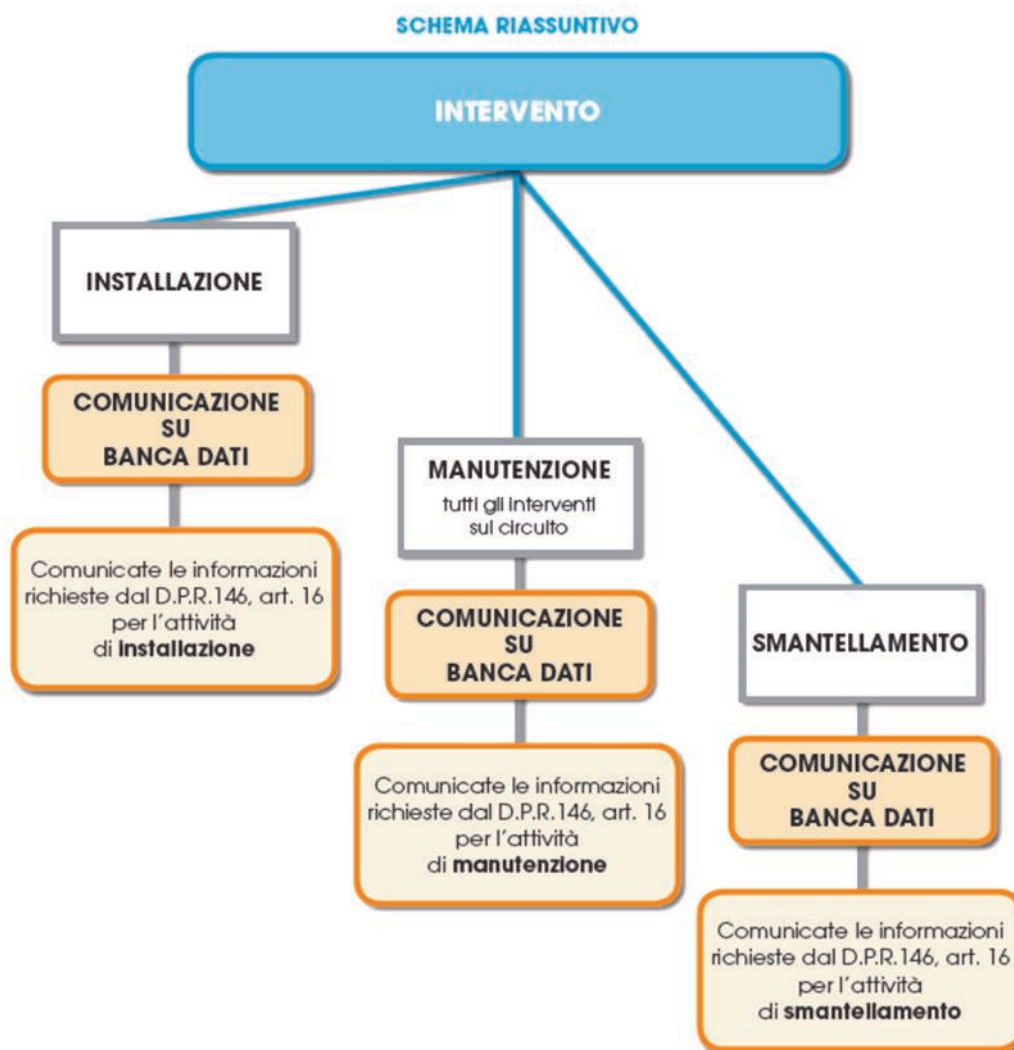 SCHEMA RIASSUNTIVO
INTERVENTO
INSTALLAZIONE
COMUNICAZIONE
SU
BANCA DATI
Comunicate le informazioni
richieste dal D.P.R.146, art. 16
per l'attività
di installazione
MANUTENZIONE
tutti gli interventi
sul circuito
COMUNICAZIONE
SU
BANCA DATI
Comunicate le informazioni
richieste dal D.P.R.146, art. 16
per l'attività
di manutenzione
SMANTELLAMENTO
COMUNICAZIONE
SU
BANCA DATI
Comunicate le informazioni
richieste dal D.P.R.146, art. 16
per l'attività
di smantellamento